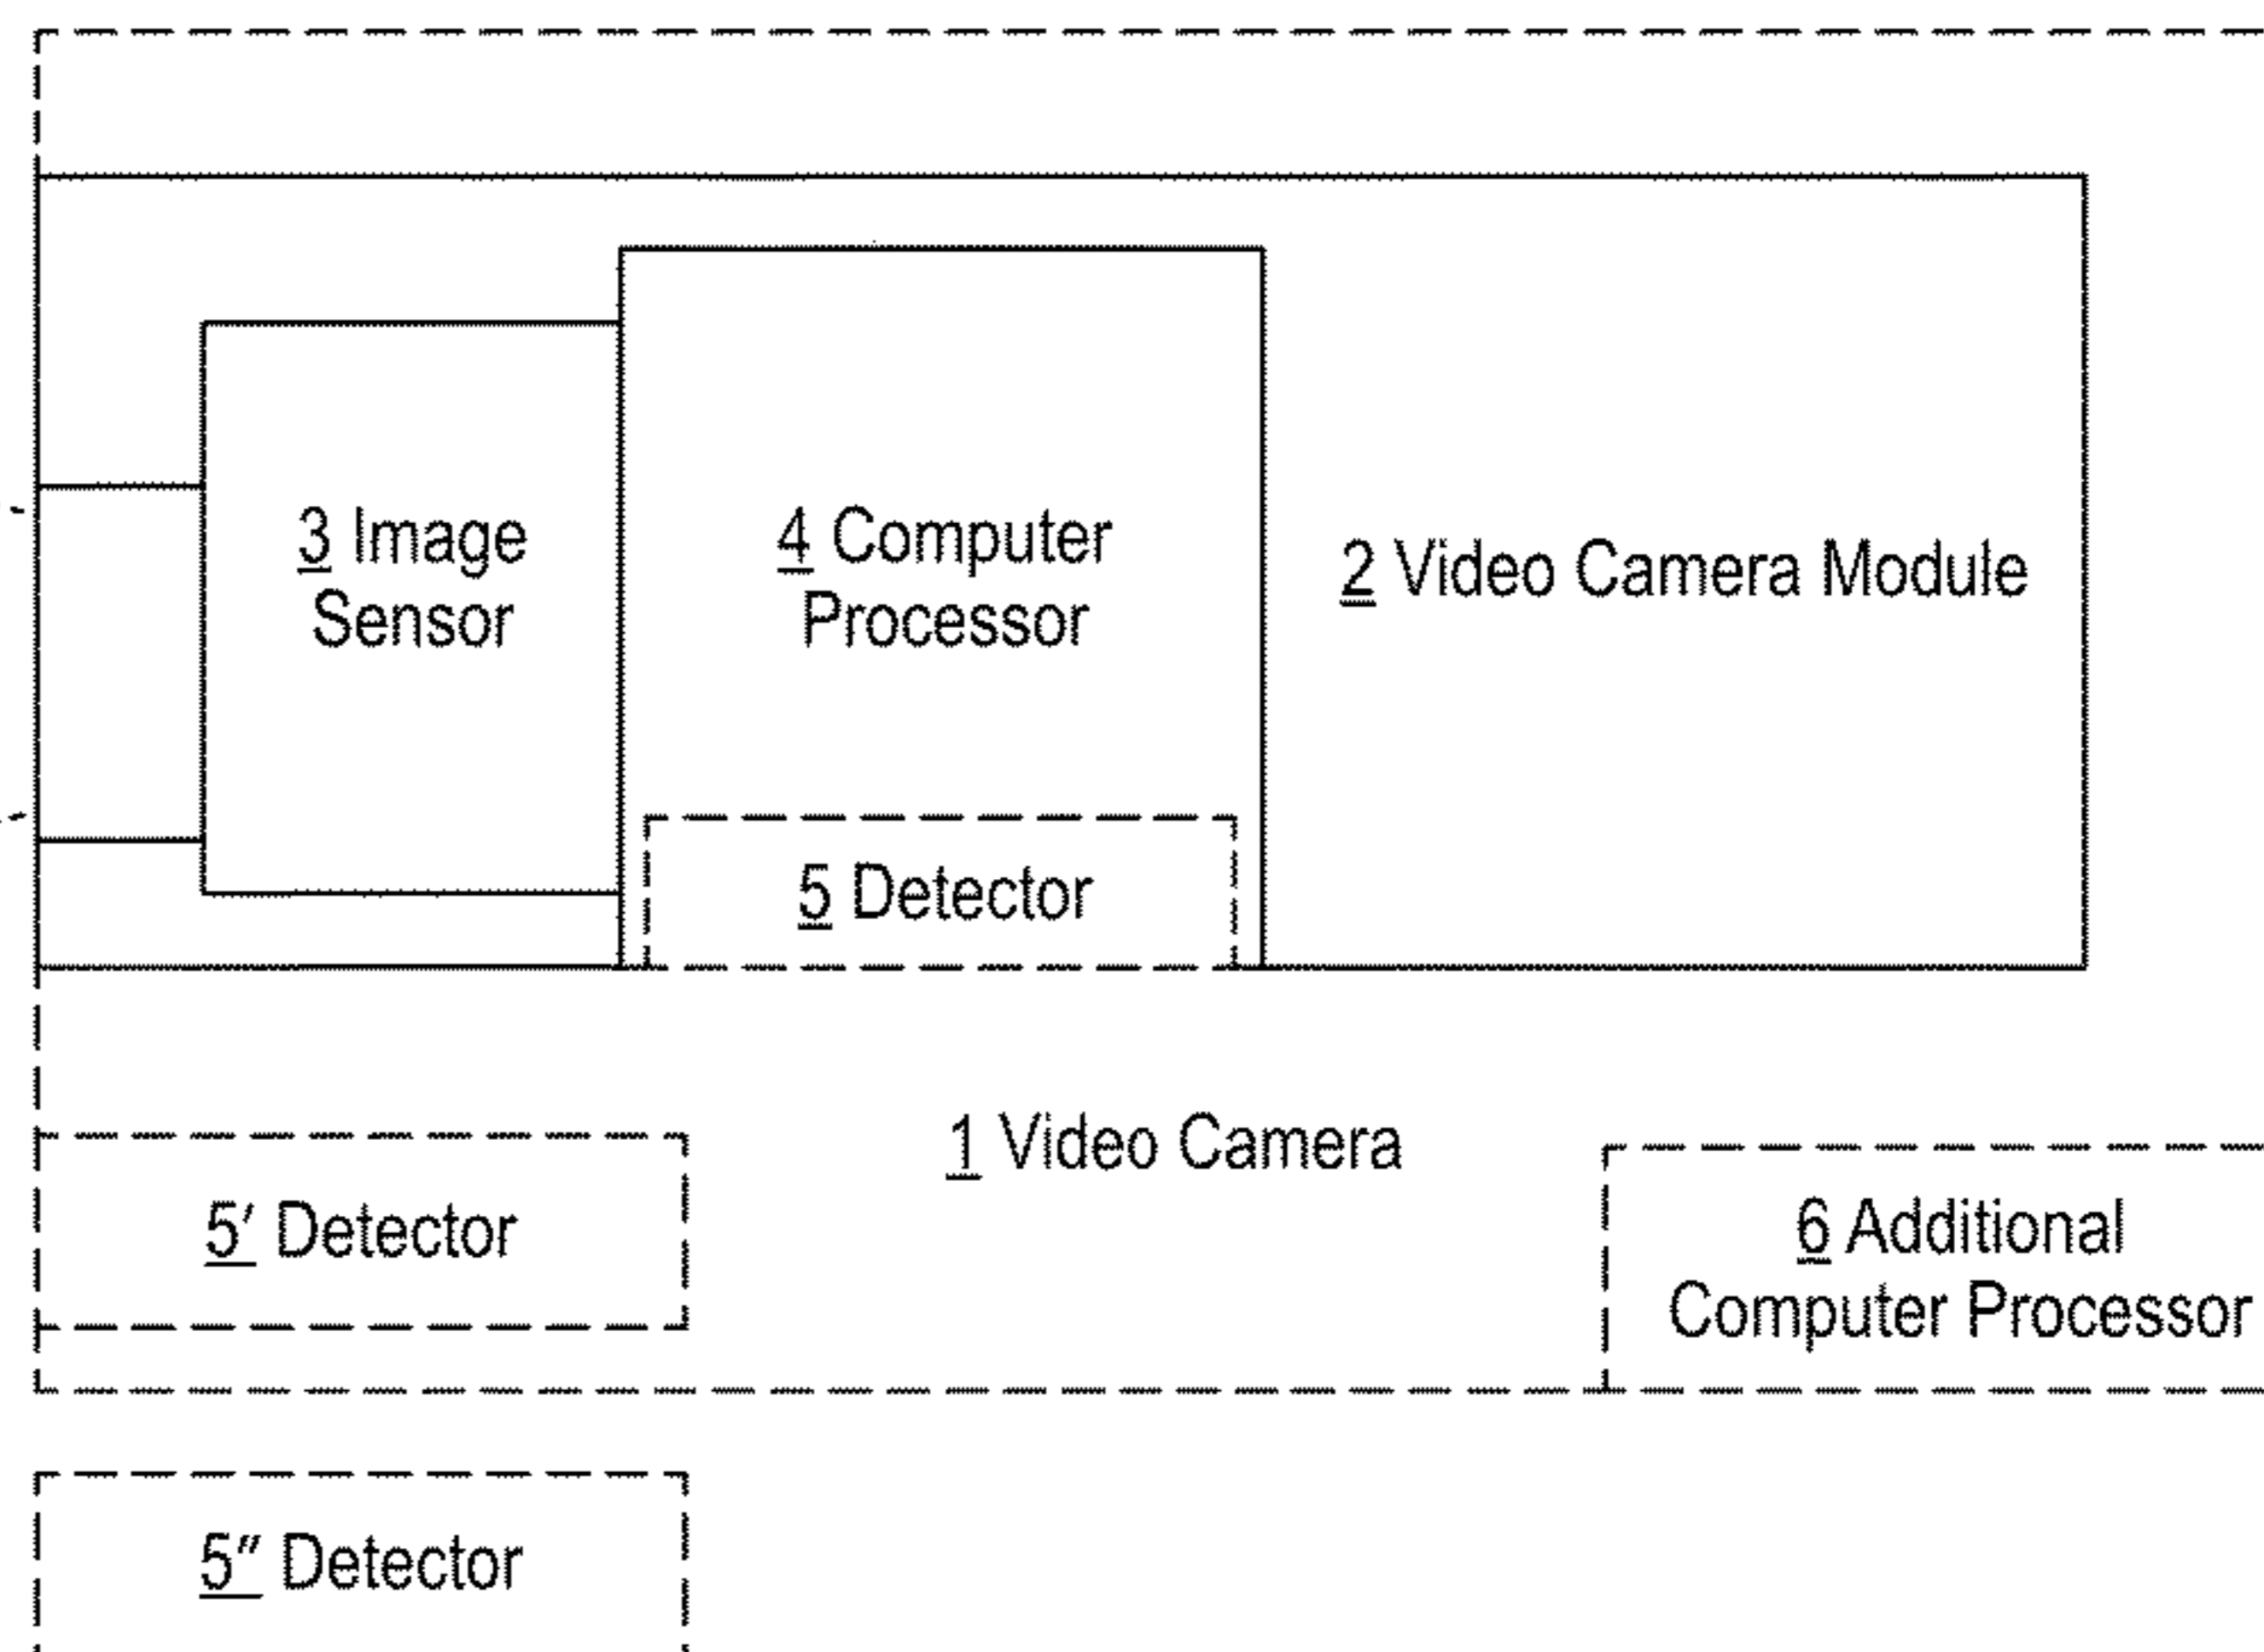 3 Image
Sensor
4 Computer
Processor
2 Video Camera Module
5 Detector
1 Video Camera
5′ Detector
6 Additional
Computer Processor
5″ Detector